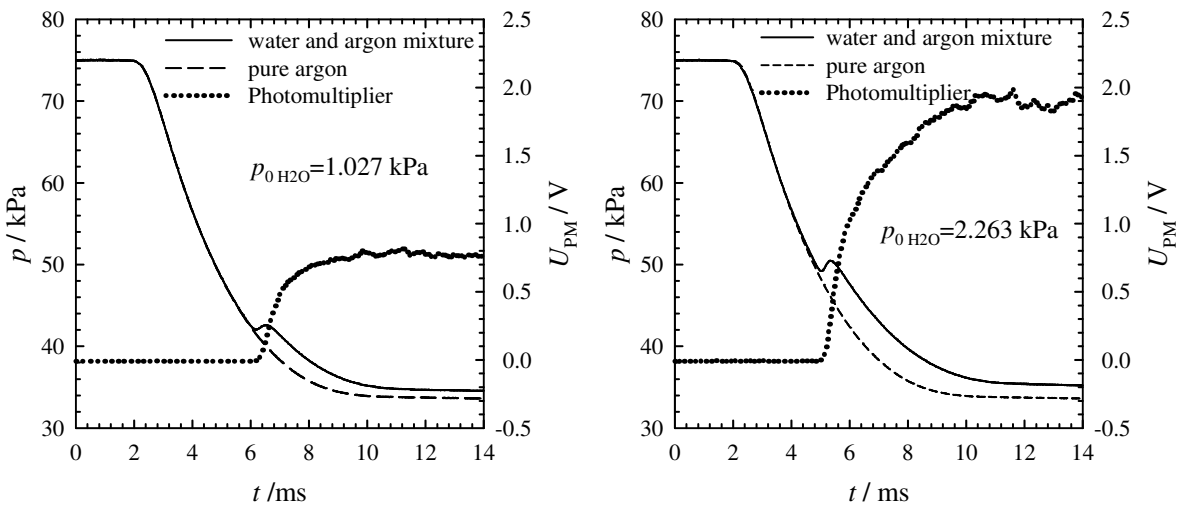 80
70
60
50
40
30
p / kPa
0 2 4 6 8 10 12 14
t /ms
2.5
2.0
1.5
1.0
0.5
0.0
-0.5
U_PM / V
water and argon mixture
pure argon
Photomultiplier
p_0 H2O=1.027 kPa
80
70
60
50
40
30
p / kPa
0 2 4 6 8 10 12 14
t / ms
2.5
2.0
1.5
1.0
0.5
0.0
-0.5
U_PM / V
water and argon mixture
pure argon
Photomultiplier
p_0 H2O=2.263 kPa